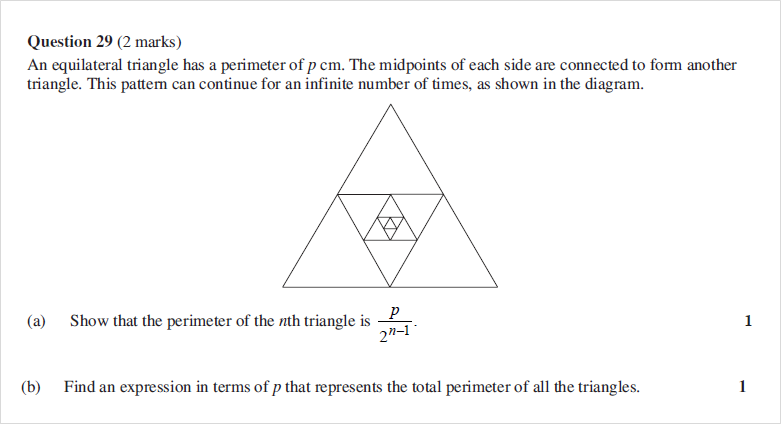 Question 29 (2 marks)
An equilateral triangle has a perimeter of p cm. The midpoints of each side are connected to form another
triangle. This pattern can continue for an infinite number of times, as shown in the diagram.
(a) Show that the perimeter of the nth triangle is p/2^(n–1). 1
(b) Find an expression in terms of p that represents the total perimeter of all the triangles. 1